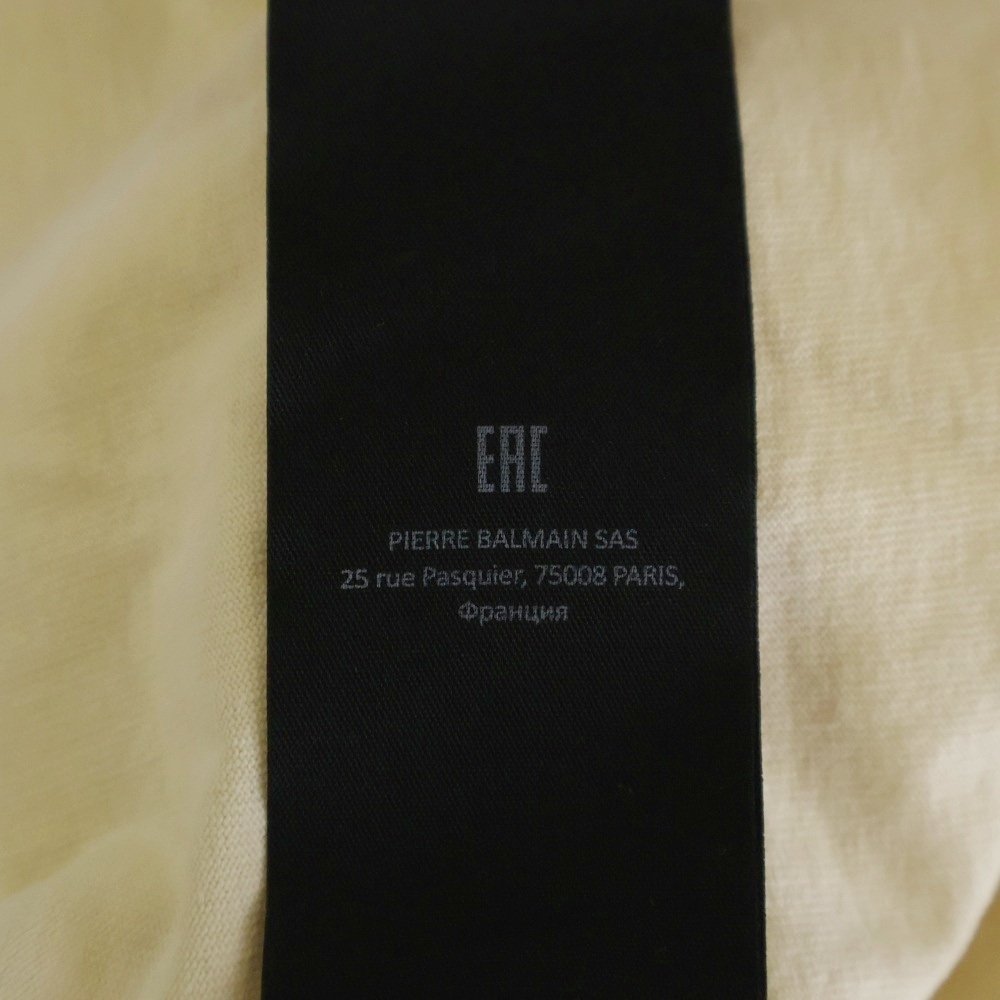 EAC
PIERRE BALMAIN SAS
25 rue Pasquier, 75008 PARIS,
Франция